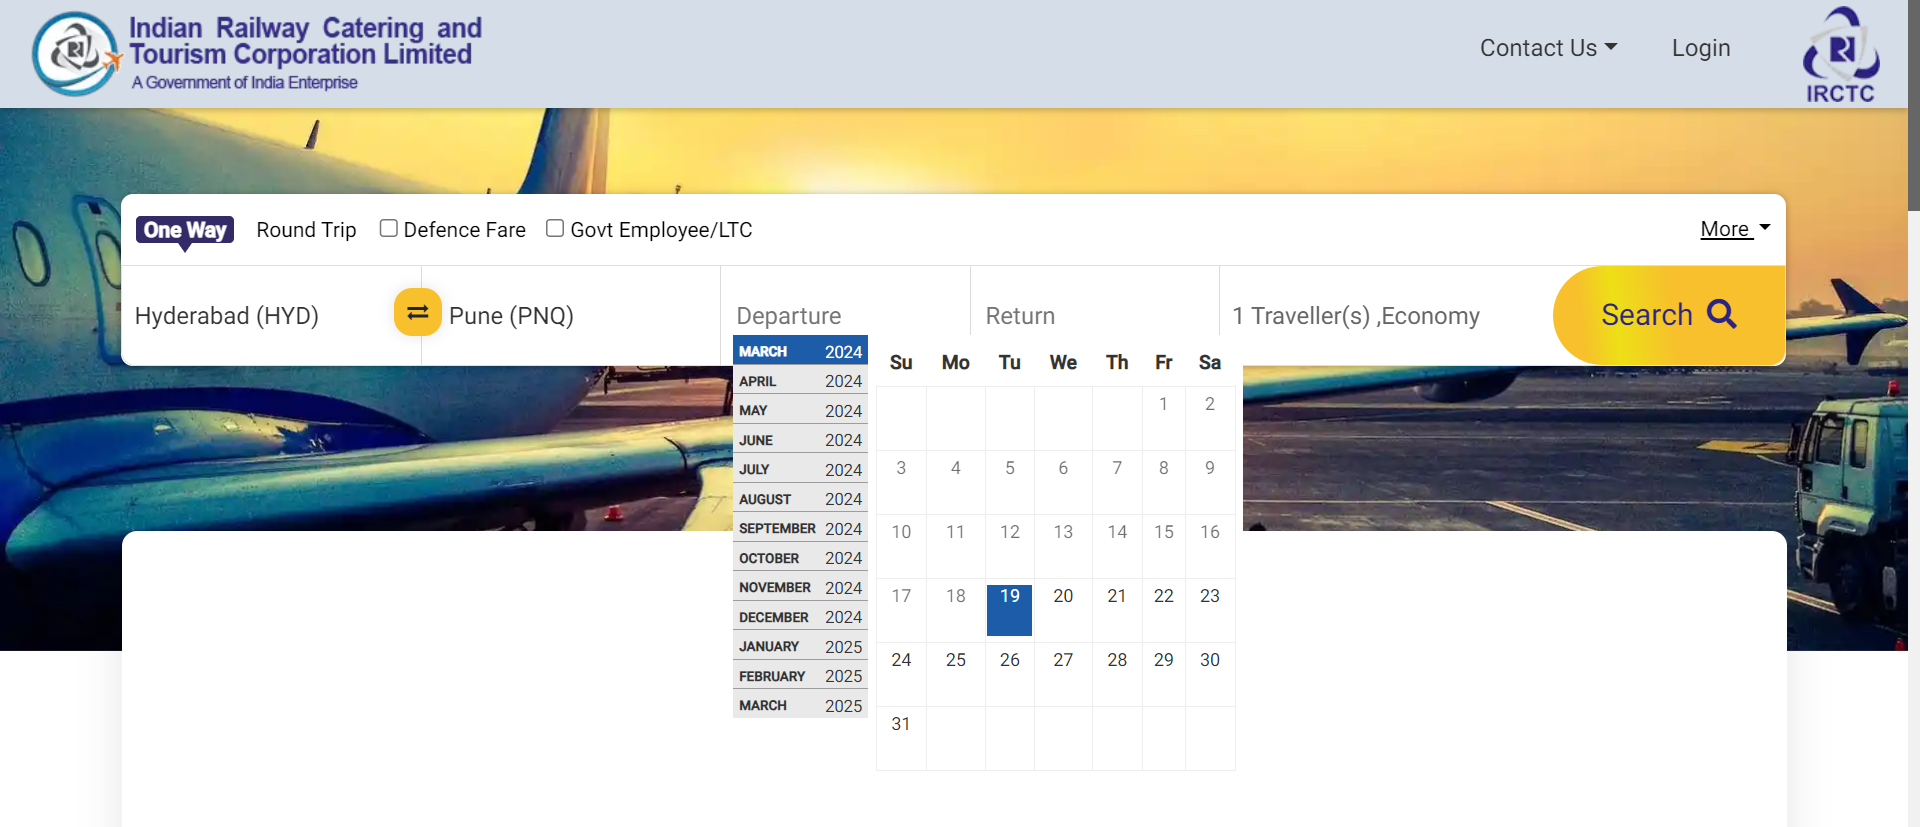 Indian Railway Catering and
Tourism Corporation Limited
A Government of India Enterprise
Contact Us
Login
IRCTC
One Way
Round Trip
Defence Fare
Govt Employee/LTC
More
Hyderabad (HYD)
Pune (PNQ)
Departure
Return
1 Traveller(s) ,Economy
Search
MARCH 2024
APRIL 2024
MAY 2024
JUNE 2024
JULY 2024
AUGUST 2024
SEPTEMBER 2024
OCTOBER 2024
NOVEMBER 2024
DECEMBER 2024
JANUARY 2025
FEBRUARY 2025
MARCH 2025
Su Mo Tu We Th Fr Sa
1 2
3 4 5 6 7 8 9
10 11 12 13 14 15 16
17 18 19 20 21 22 23
24 25 26 27 28 29 30
31